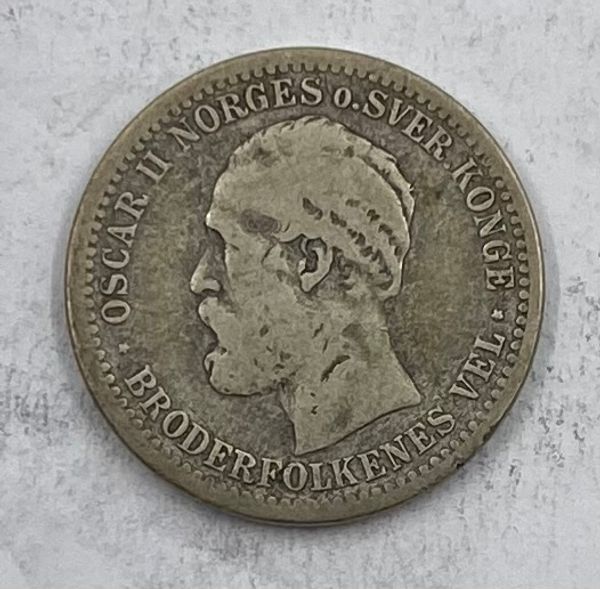 OSCAR II NORGES o. SVER. KONGE
BRODERFOLKENES VEL